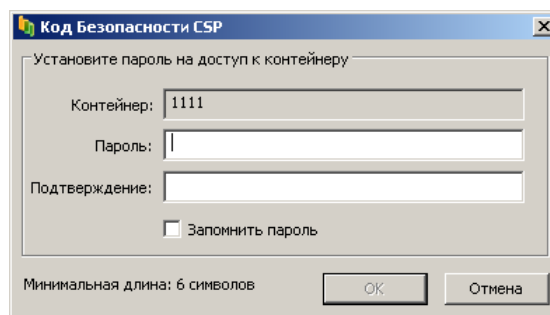 Код Безопасности CSP
Установите пароль на доступ к контейнеру
Контейнер: 1111
Пароль:
Подтверждение:
Запомнить пароль
Минимальная длина: 6 символов OK Отмена